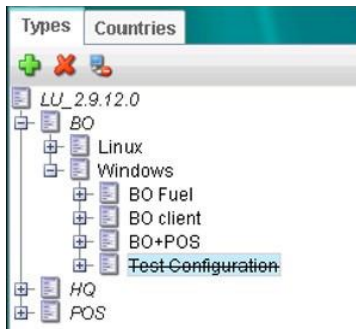 Types Countries
LU_2.9.12.0
BO
Linux
Windows
BO Fuel
BO client
BO+POS
Test Configuration
HQ
POS